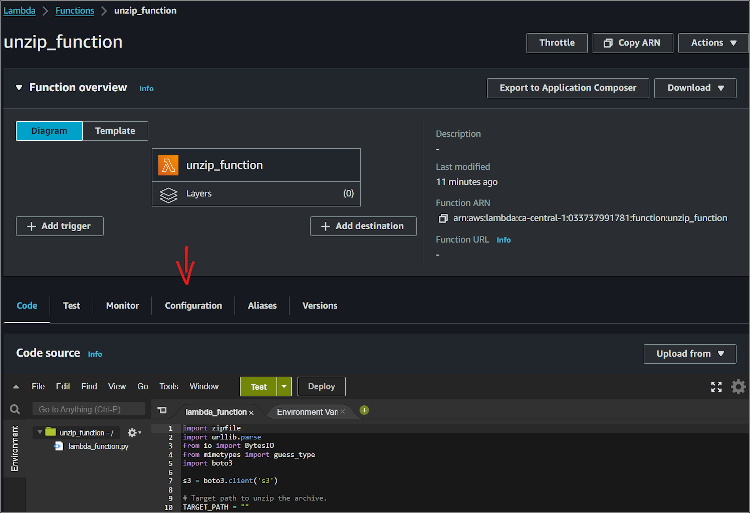 Lambda > Functions > unzip_function
unzip_function
Throttle Copy ARN Actions
Function overview Info
Export to Application Composer Download
Diagram Template
unzip_function
Layers (0)
+ Add trigger
+ Add destination
Description
-
Last modified
11 minutes ago
Function ARN
arn:aws:lambda:ca-central-1:033737991781:function:unzip_function
Function URL Info
-
Code Test Monitor Configuration Aliases Versions
Code source Info
Upload from
File Edit Find View Go Tools Window Test Deploy
Go to Anything (Ctrl-P)
lambda_function × Environment Var ×
Environment
unzip_function - /
lambda_function.py
1 import zipfile
2 import urllib.parse
3 from io import BytesIO
4 from mimetypes import guess_type
5 import boto3
6
7 s3 = boto3.client('s3')
8
9 # Target path to unzip the archive.
10 TARGET_PATH = ""